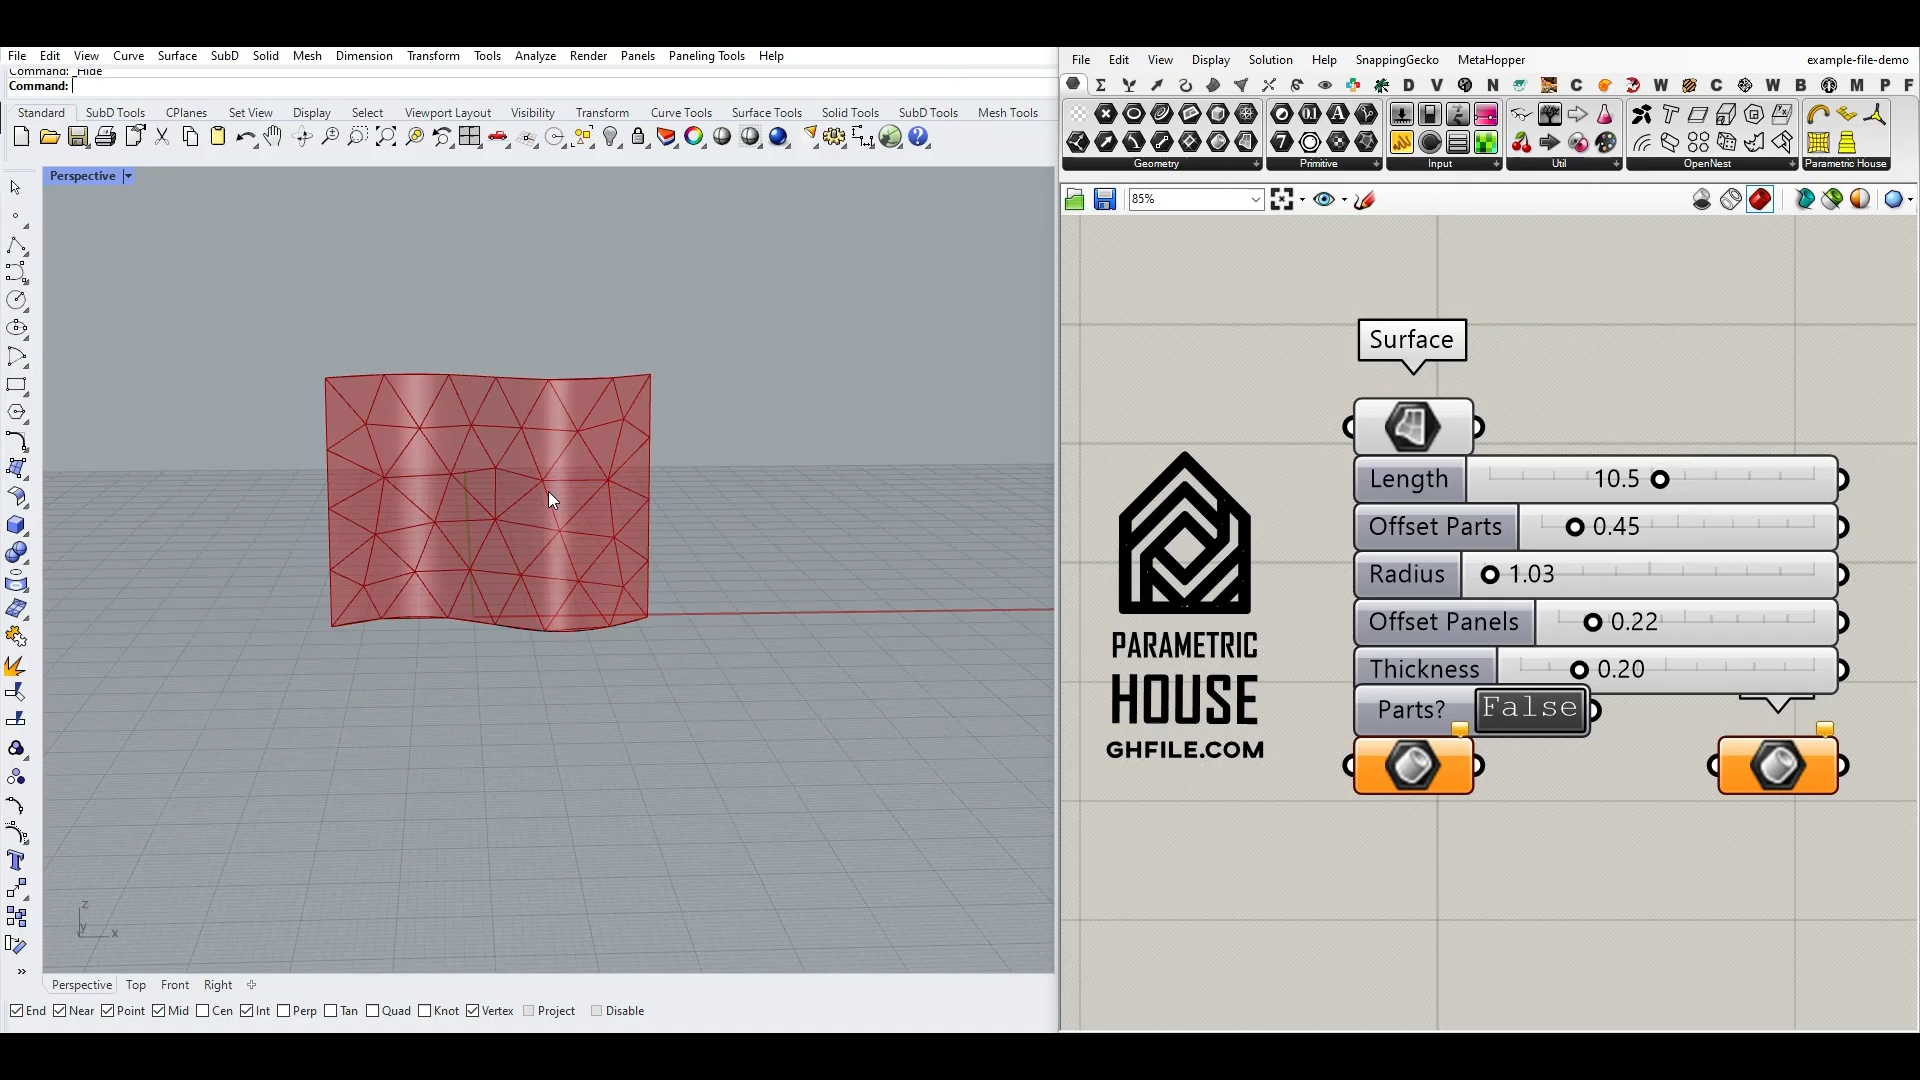 File Edit View Curve Surface SubD Solid Mesh Dimension Transform Tools Analyze Render Panels Paneling Tools Help
Command: _Hide
Command:
Standard SubD Tools CPlanes Set View Display Select Viewport Layout Visibility Transform Curve Tools Surface Tools Solid Tools SubD Tools Mesh Tools
Perspective
z
y x
Perspective Top Front Right
End Near Point Mid Cen Int Perp Tan Quad Knot Vertex Project Disable
File Edit View Display Solution Help SnappingGecko MetaHopper example-file-demo
D V N C W C W B M P F
Geometry Primitive Input Util OpenNest Parametric House
85%
Surface
Length 10.5
Offset Parts 0.45
Radius 1.03
Offset Panels 0.22
Thickness 0.20
Parts? False
PARAMETRIC
HOUSE
GHFILE.COM